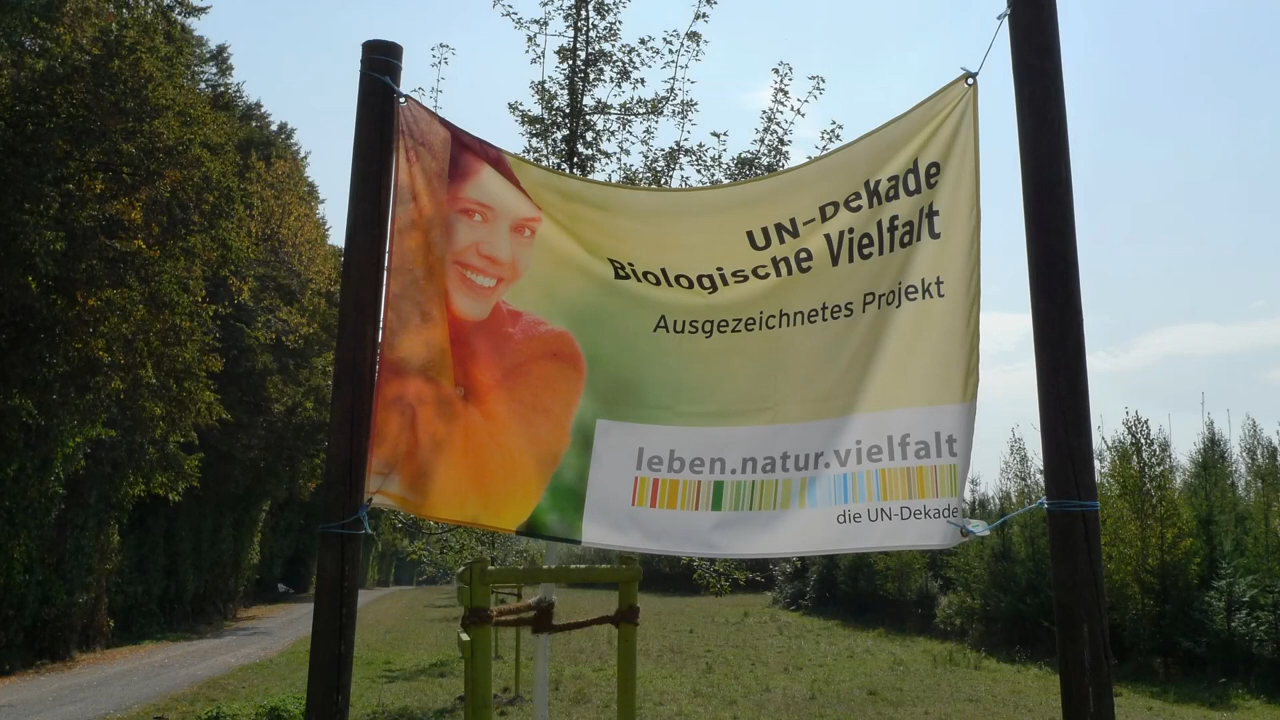 UN-Dekade
Biologische Vielfalt
Ausgezeichnetes Projekt
leben.natur.vielfalt
die UN-Dekade